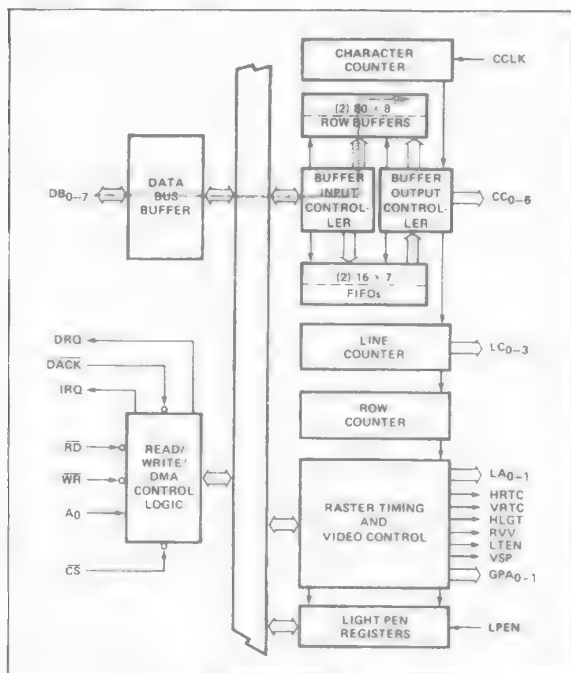 CHARACTER
COUNTER
CCLK
(2) 80 × 8
ROW BUFFERS
DB0–7
DATA
BUS
BUFFER
BUFFER
INPUT
CONTROL-
LER
BUFFER
OUTPUT
CONTROL-
LER
CC0–6
(2) 16 × 7
FIFOs
LINE
COUNTER
LC0–3
ROW
COUNTER
DRQ
DACK
IRQ
RD
WR
A0
CS
READ/
WRITE/
DMA
CONTROL
LOGIC
RASTER TIMING
AND
VIDEO CONTROL
LA0–1
HRTC
VRTC
HLGT
RVV
LTEN
VSP
GPA0–1
LIGHT PEN
REGISTERS
LPEN